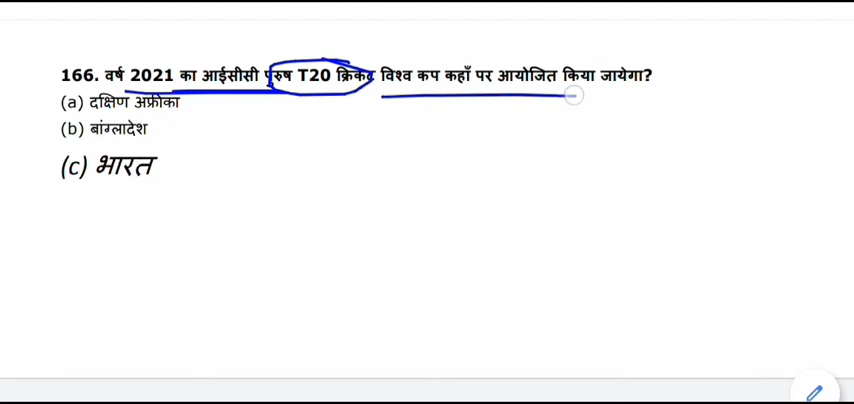 166. वर्ष 2021 का आईसीसी पुरुष T20 क्रिकेट विश्व कप कहाँ पर आयोजित किया जायेगा?
(a) दक्षिण अफ्रीका
(b) बांग्लादेश
(c) भारत